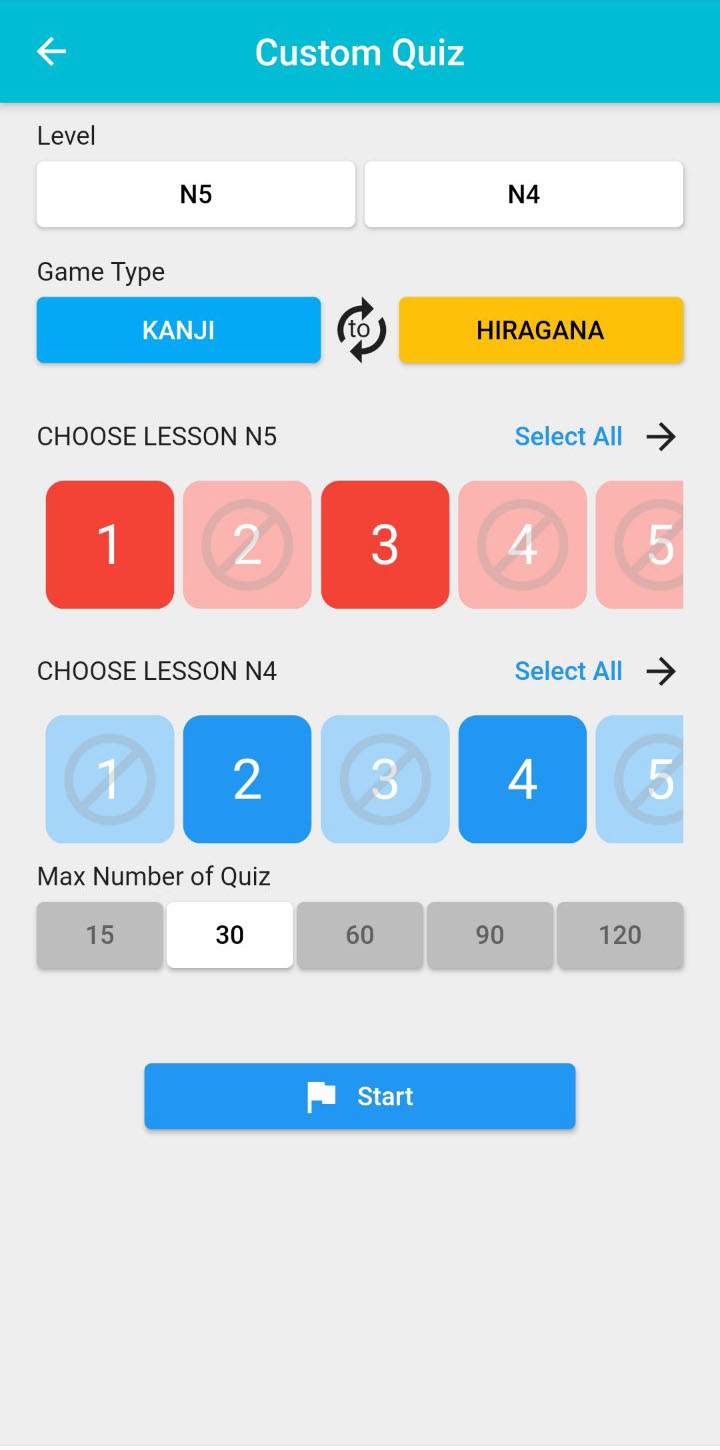 Custom Quiz
Level
N5 N4
Game Type
KANJI to HIRAGANA
CHOOSE LESSON N5 Select All
1 2 3 4 5
CHOOSE LESSON N4 Select All
1 2 3 4 5
Max Number of Quiz
15 30 60 90 120
Start